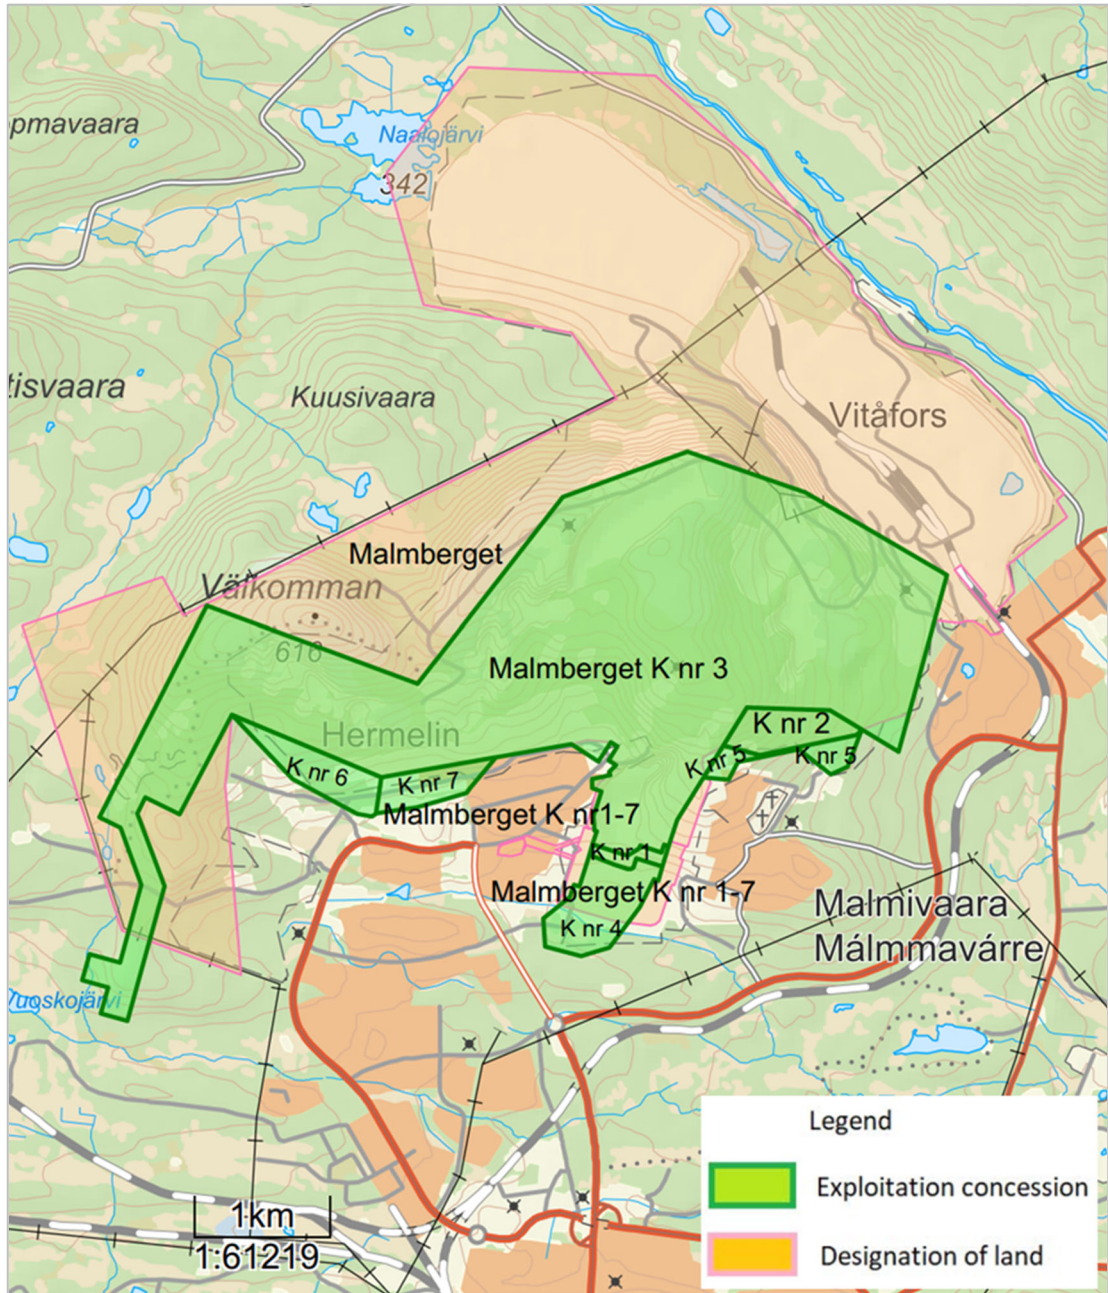 pmavaara
Naalojärvi
342
tisvaara
Kuusivaara
Vitåfors
Malmberget
Välkomman
616
Malmberget K nr 3
Hermelin
K nr 2
K nr 5
K nr 5
K nr 6
K nr 7
Malmberget K nr1-7
K nr 1
Malmberget K nr 1-7
K nr 4
Malmivaara
Málmmavárre
uoskojärvi
Legend
Exploitation concession
Designation of land
1km
1:61219